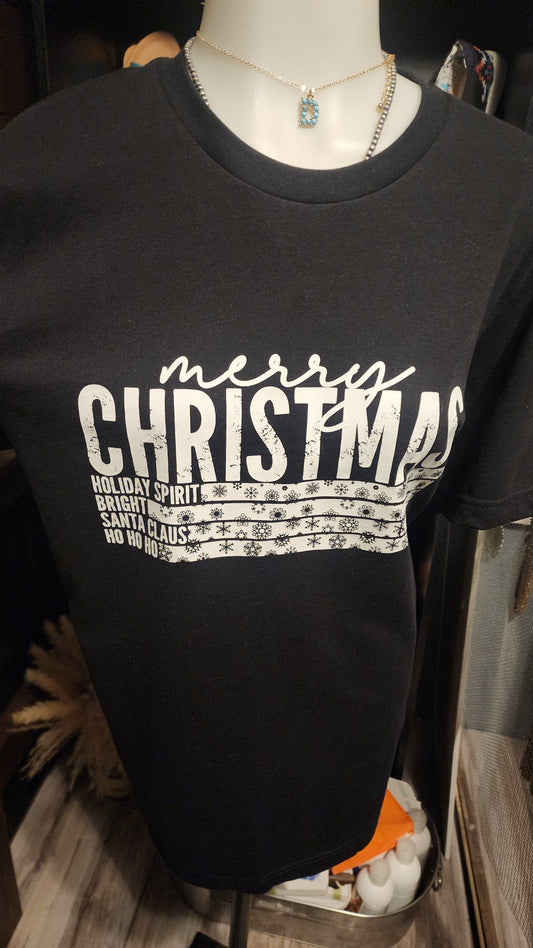 D
merry
CHRISTMAS
HOLIDAY SPIRIT
BRIGHT
SANTA CLAUS
HO HO HO